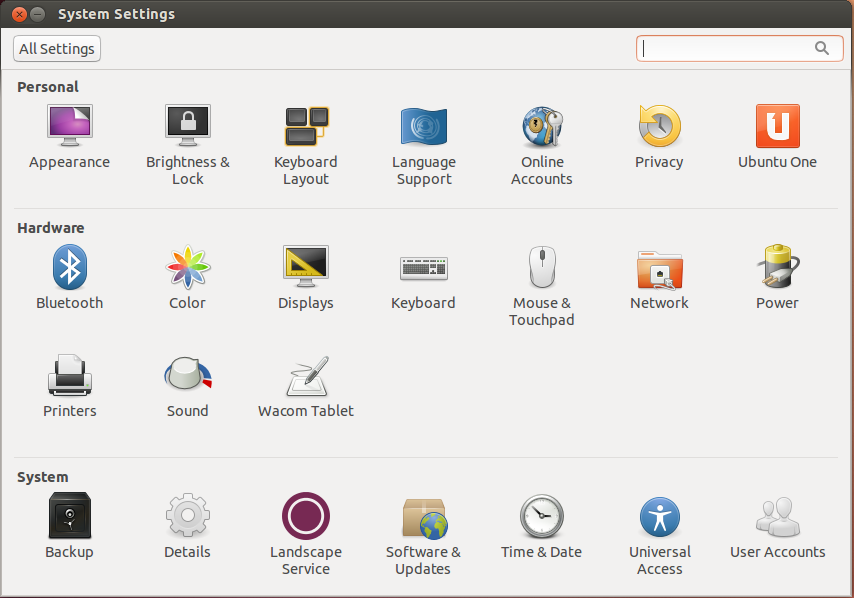 System Settings
All Settings
Personal
Appearance
Brightness &
Lock
Keyboard
Layout
Language
Support
Online
Accounts
Privacy
Ubuntu One
Hardware
Bluetooth
Color
Displays
Keyboard
Mouse &
Touchpad
Network
Power
Printers
Sound
Wacom Tablet
System
Backup
Details
Landscape
Service
Software &
Updates
Time & Date
Universal
Access
User Accounts